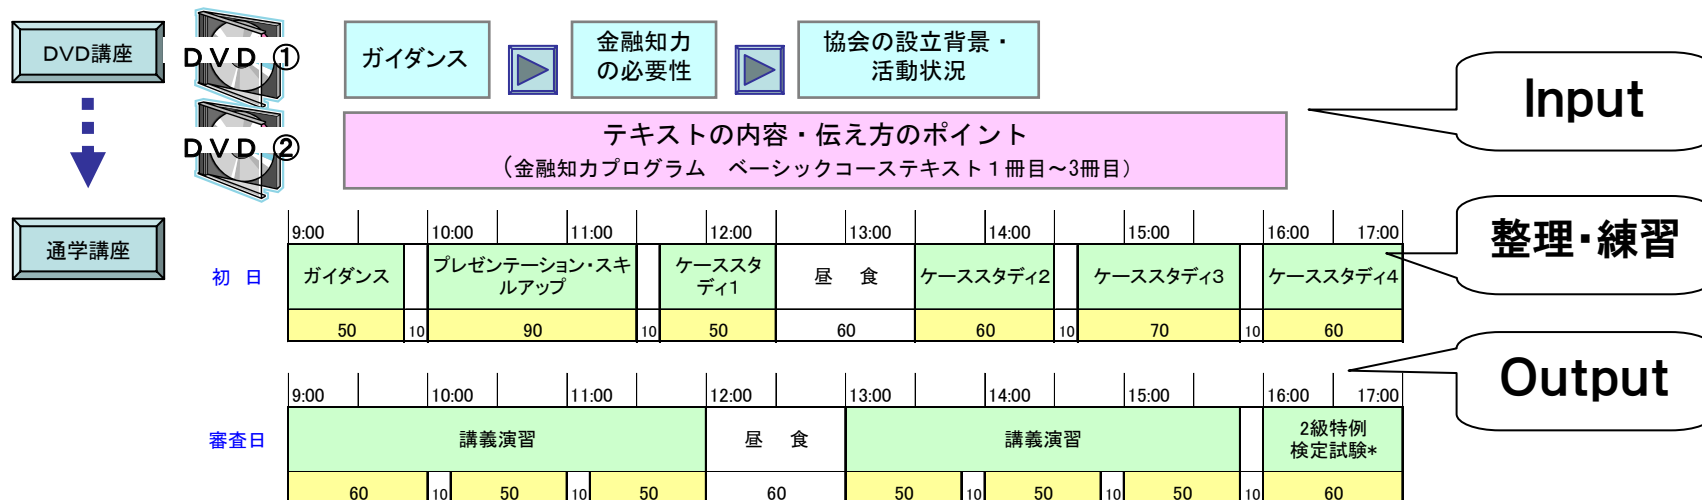 DVD講座
ＤＶＤ ①
ガイダンス
金融知力
の必要性
協会の設立背景・
活動状況
Input
ＤＶＤ ②
テキストの内容・伝え方のポイント
（金融知力プログラム　ベーシックコーステキスト１冊目～3冊目）
通学講座
整理・練習
9:00 10:00 11:00 12:00 13:00 14:00 15:00 16:00 17:00
初　日
ガイダンス
プレゼンテーション・スキ
ルアップ
ケーススタ
ディ1
昼　食
ケーススタディ2
ケーススタディ3
ケーススタディ4
50 10 90 10 50 60 60 10 70 10 60
Output
9:00 10:00 11:00 12:00 13:00 14:00 15:00 16:00 17:00
審査日
講義演習
昼　食
講義演習
2級特例
検定試験*
60 10 50 10 50 60 50 10 50 10 50 10 60